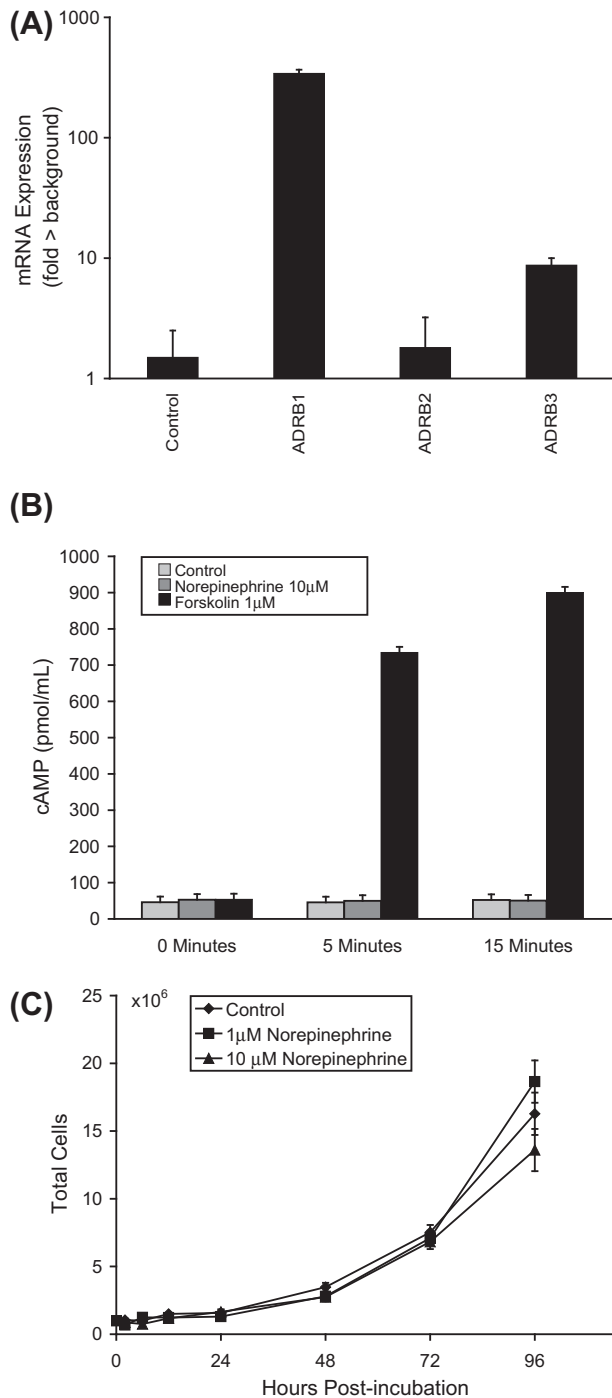 (A)
1000
100
10
1
mRNA Expression
(fold > background)
Control
ADRB1
ADRB2
ADRB3
(B)
1000
900
800
700
600
500
400
300
200
100
0
cAMP (pmol/mL)
Control
Norepinephrine 10μM
Forskolin 1μM
0 Minutes
5 Minutes
15 Minutes
(C)
x10⁶
25
20
15
10
5
0
Total Cells
Control
1μM Norepinephrine
10 μM Norepinephrine
0
24
48
72
96
Hours Post-incubation